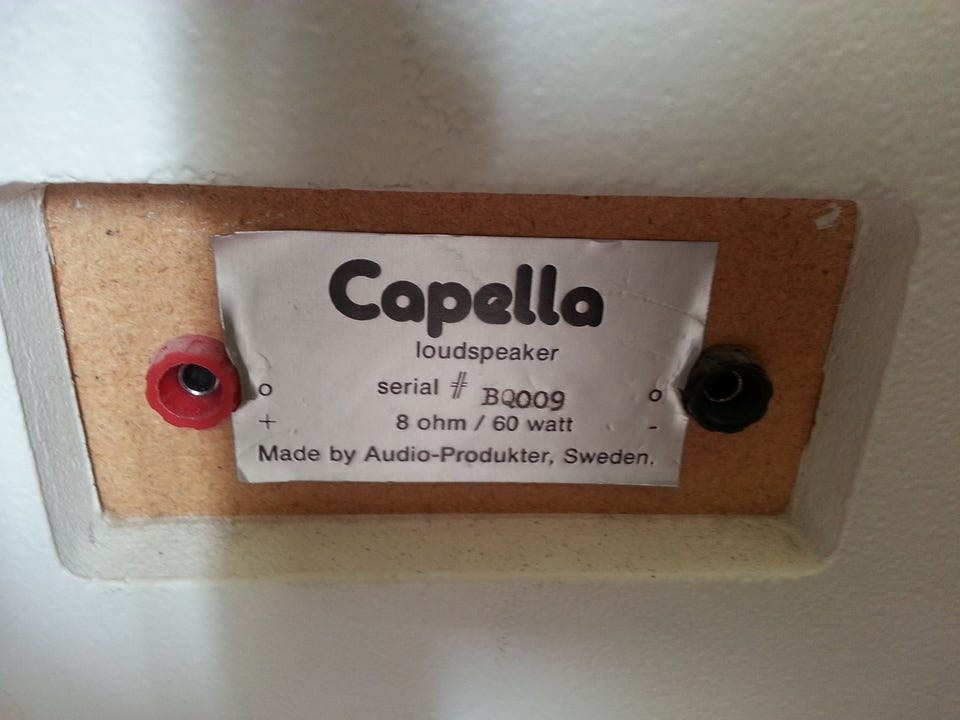 Capella
loudspeaker
o serial # BQ009 o
+ 8 ohm / 60 watt -
Made by Audio-Produkter, Sweden.